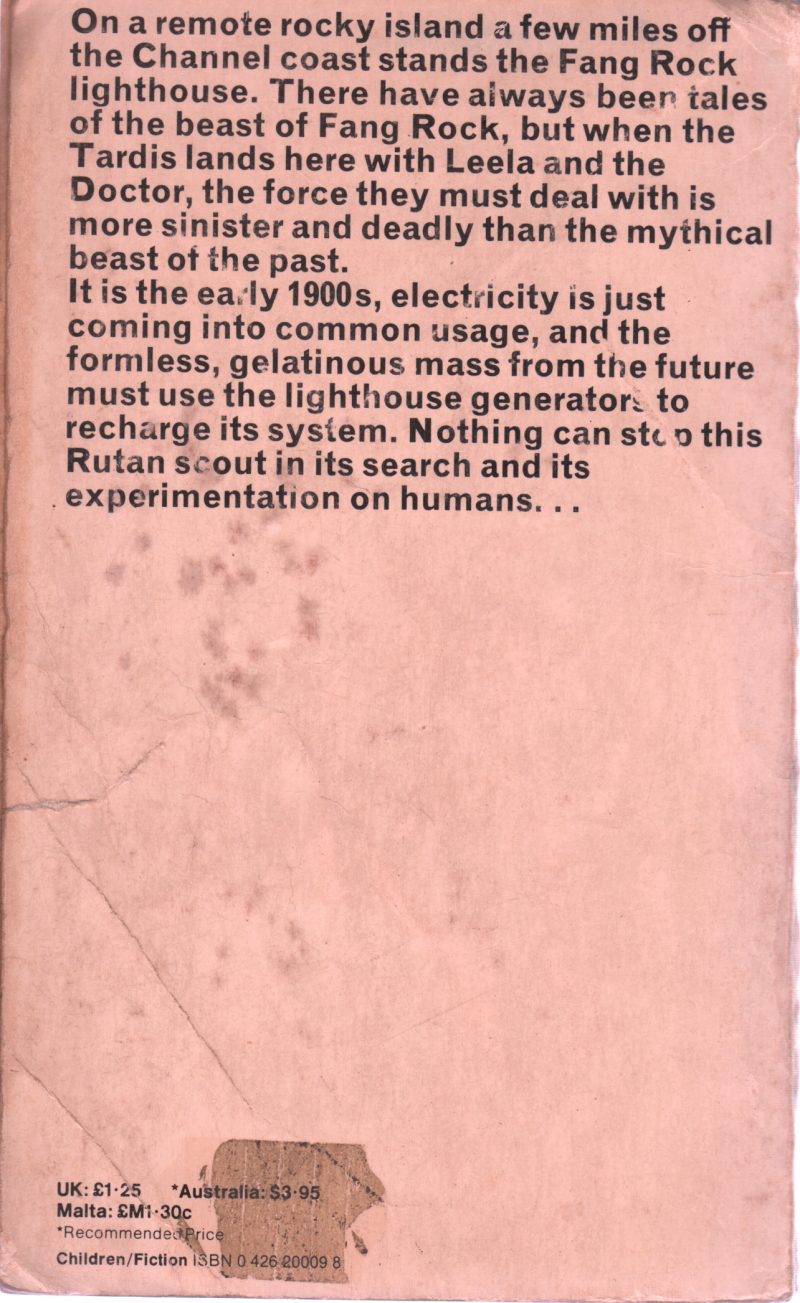 On a remote rocky island a few miles off
the Channel coast stands the Fang Rock
lighthouse. There have always been tales
of the beast of Fang Rock, but when the
Tardis lands here with Leela and the
Doctor, the force they must deal with is
more sinister and deadly than the mythical
beast of the past.
It is the early 1900s, electricity is just
coming into common usage, and the
formless, gelatinous mass from the future
must use the lighthouse generators to
recharge its system. Nothing can stop this
Rutan scout in its search and its
experimentation on humans. . .
UK: £1·25 *Australia: $3·95
Malta: £M1·30c
*Recommended Price
Children/Fiction ISBN 0 426 20009 8